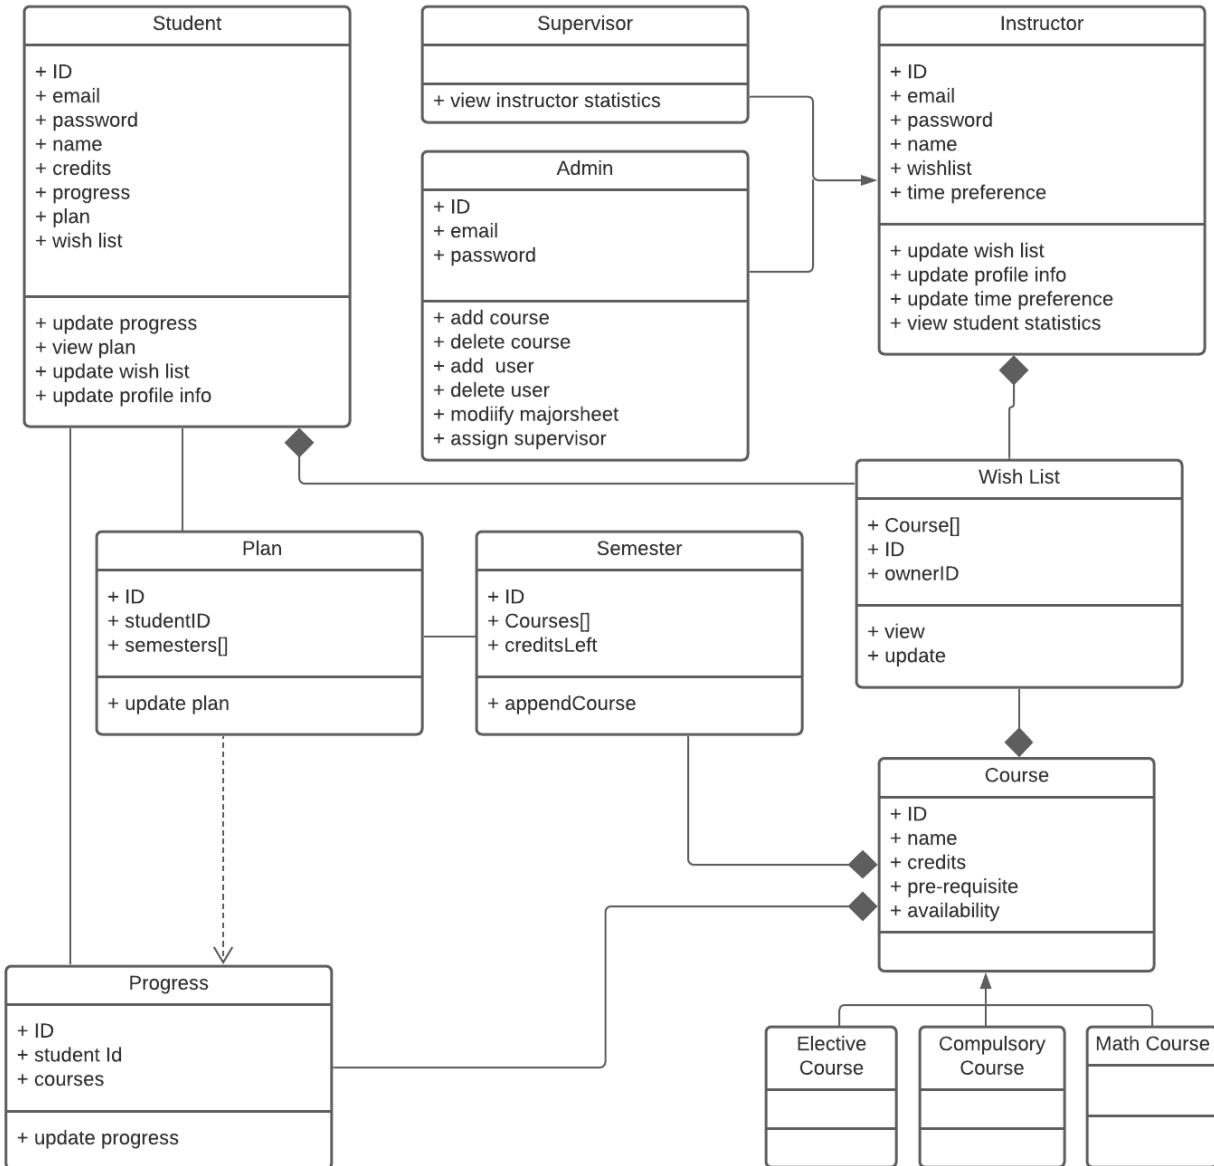 Student
+ ID
+ email
+ password
+ name
+ credits
+ progress
+ plan
+ wish list
+ update progress
+ view plan
+ update wish list
+ update profile info
Supervisor
+ view instructor statistics
Admin
+ ID
+ email
+ password
+ add course
+ delete course
+ add  user
+ delete user
+ modiify majorsheet
+ assign supervisor
Instructor
+ ID
+ email
+ password
+ name
+ wishlist
+ time preference
+ update wish list
+ update profile info
+ update time preference
+ view student statistics
Plan
+ ID
+ studentID
+ semesters[]
+ update plan
Semester
+ ID
+ Courses[]
+ creditsLeft
+ appendCourse
Wish List
+ Course[]
+ ID
+ ownerID
+ view
+ update
Course
+ ID
+ name
+ credits
+ pre-requisite
+ availability
Progress
+ ID
+ student Id
+ courses
+ update progress
Elective
Course
Compulsory
Course
Math Course